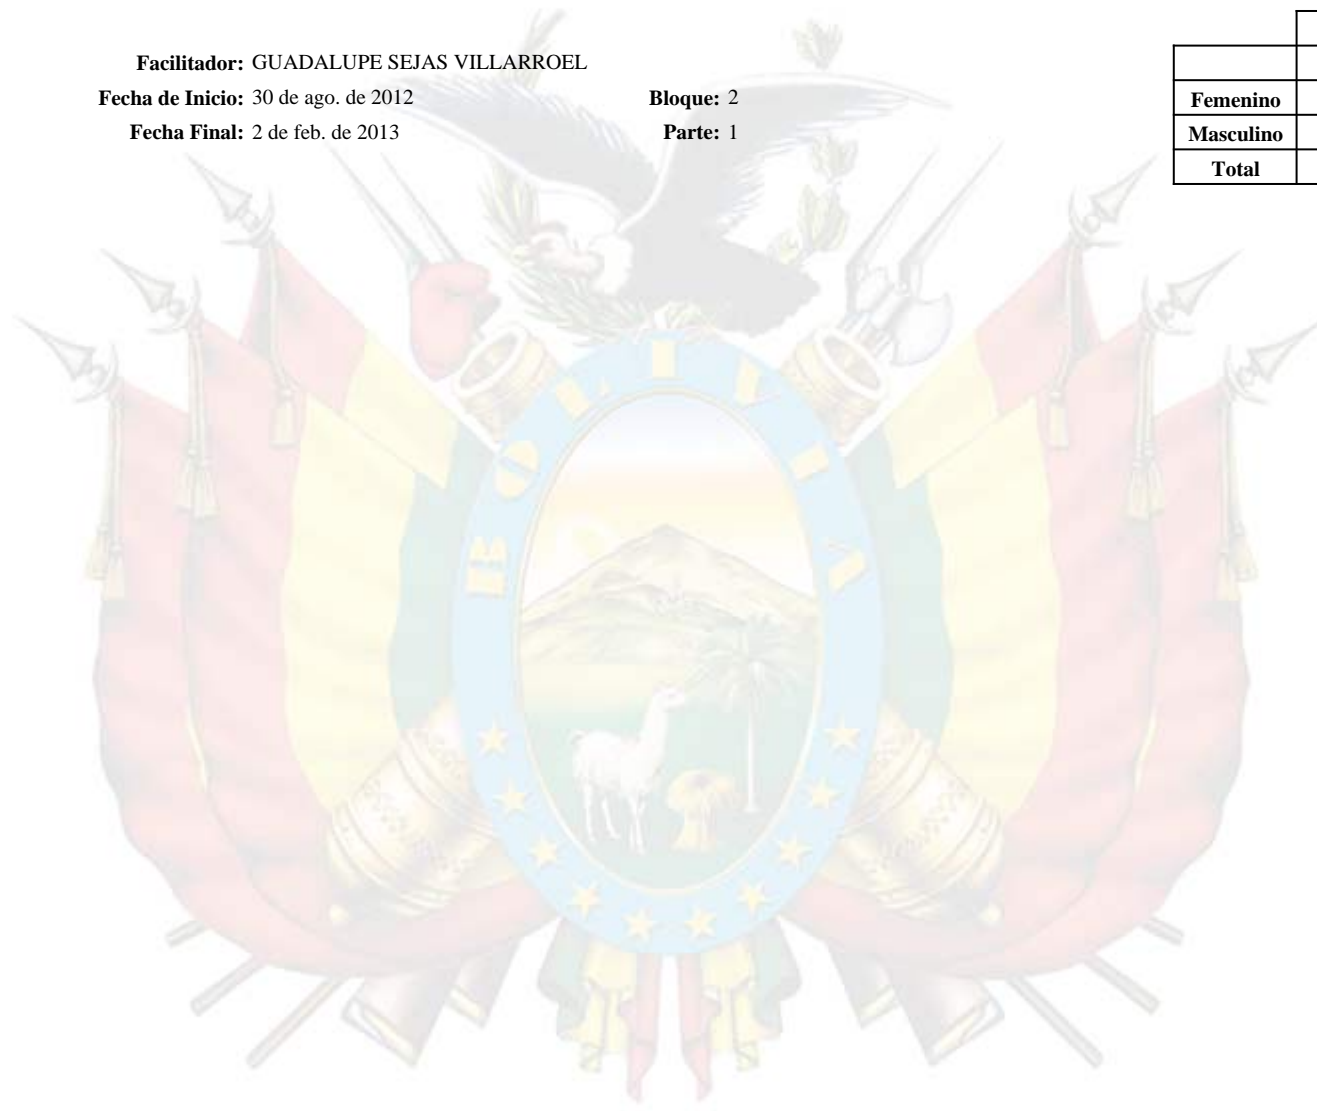 Facilitador: GUADALUPE SEJAS VILLARROEL
Fecha de Inicio: 30 de ago. de 2012 Bloque: 2
Fecha Final: 2 de feb. de 2013 Parte: 1
Femenino
Masculino
Total
BOLIVIA